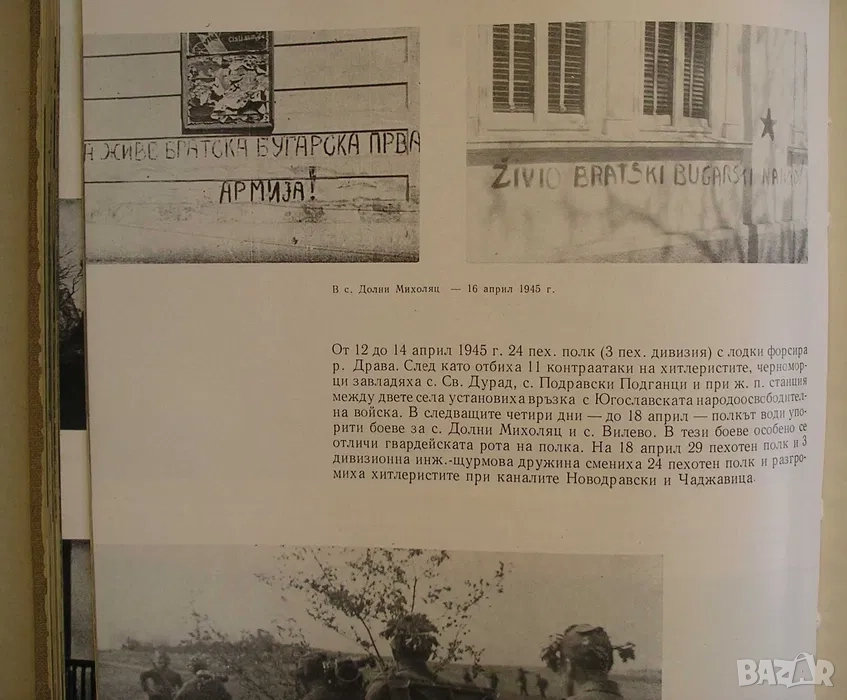 А ЖИВЕ БРАТСКА БУГАРСКА ПРВА
АРМИЈА!
ŽIVIO BRATSKI BUGARSKI
В с. Долни Михоляц — 16 април 1945 г.
От 12 до 14 април 1945 г. 24 пех. полк (3 пех. дивизия) с лодки форсира
р. Драва. След като отбиха 11 контраатаки на хитлеристите, черномор-
ци завладяха с. Св. Дурад, с. Подравски Подганци и при ж. п. станция
между двете села установиха връзка с Югославската народоосвободител-
на войска. В следващите четири дни — до 18 април — полкът води упо-
рити боеве за с. Долни Михоляц и с. Вилево. В тези боеве особено се
отличи гвардейската рота на полка. На 18 април 29 пехотен полк и 3
дивизионна инж.-щурмова дружина смениха 24 пехотен полк и разгро-
миха хитлеристите при каналите Новодравски и Чаджавица.
BAZAR